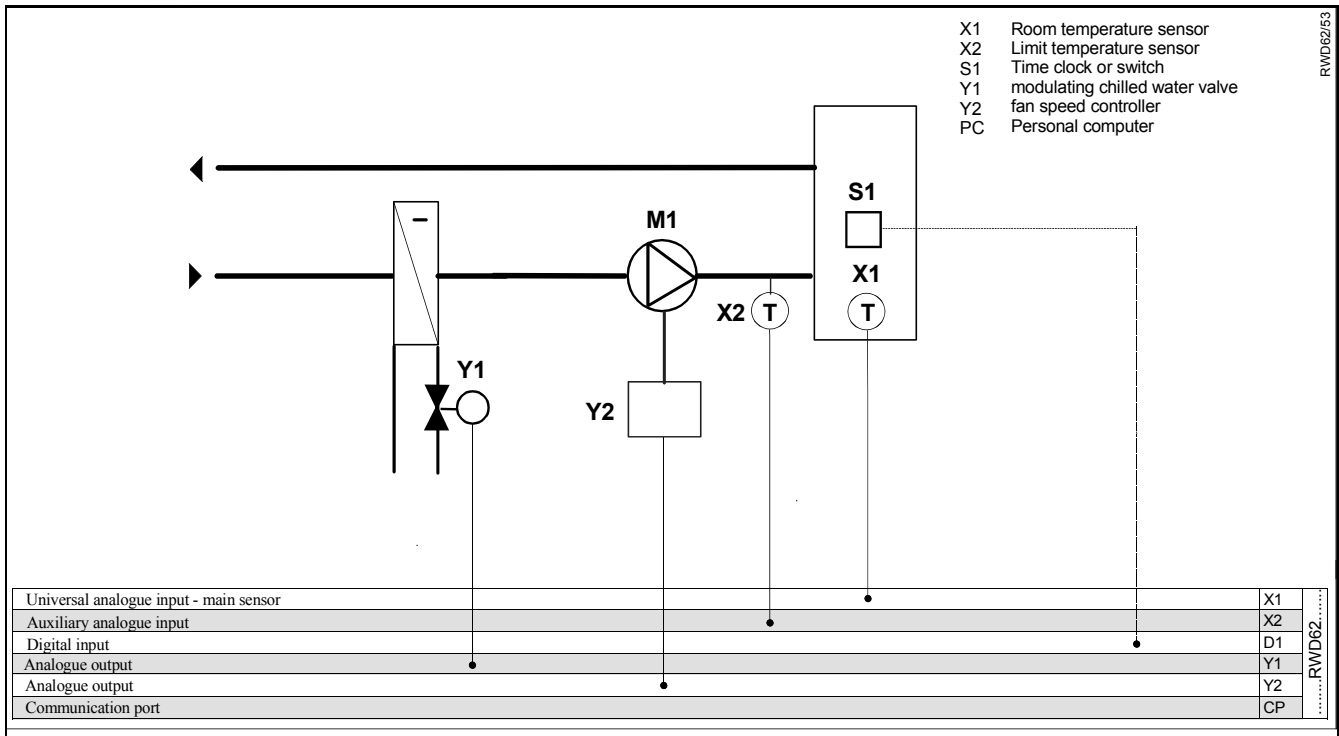 X1 Room temperature sensor
X2 Limit temperature sensor
S1 Time clock or switch
Y1 modulating chilled water valve
Y2 fan speed controller
PC Personal computer
RWD62/53
S1
M1
X1
X2 T
T
Y1
Y2
Universal analogue input - main sensor X1
Auxiliary analogue input X2
Digital input D1
Analogue output Y1
Analogue output Y2
Communication port CP
........RWD62........